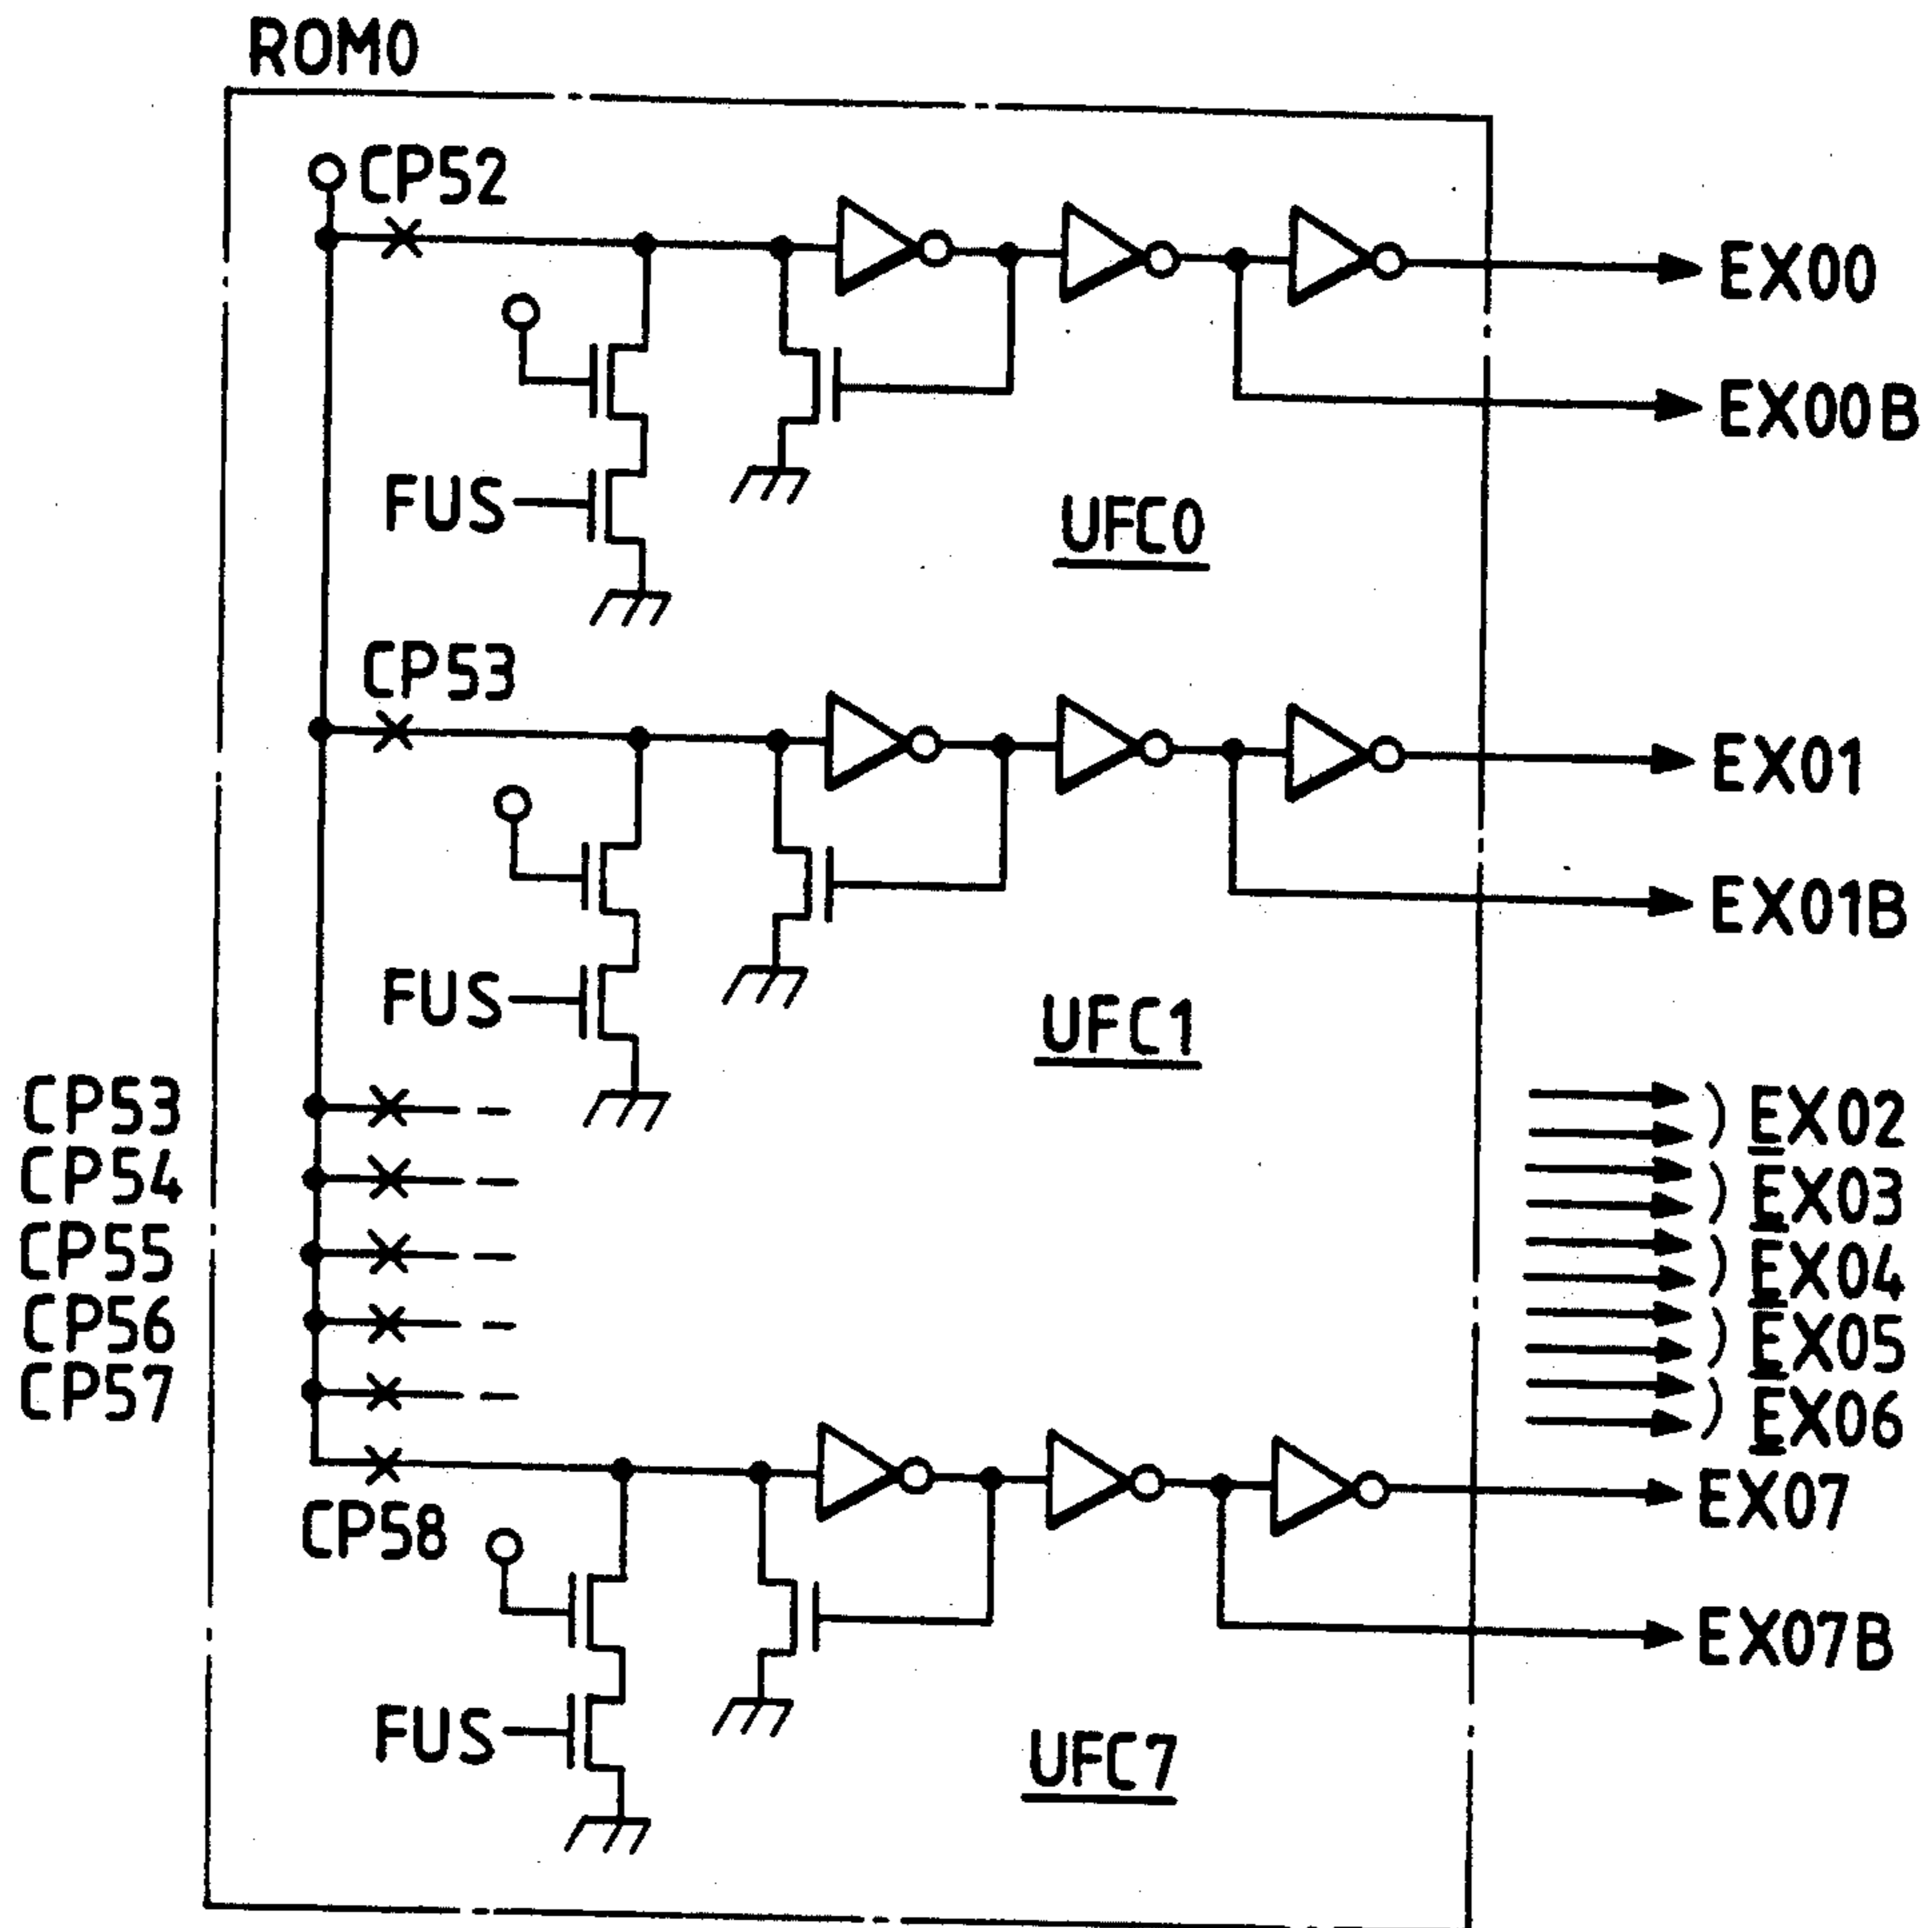 ROM0
CP52
EX00
EX00B
FUS
UFC0
CP53
EX01
EX01B
FUS
UFC1
CP53
EX02
CP54
EX03
CP55
EX04
CP56
EX05
CP57
EX06
CP58
EX07
EX07B
FUS
UFC7